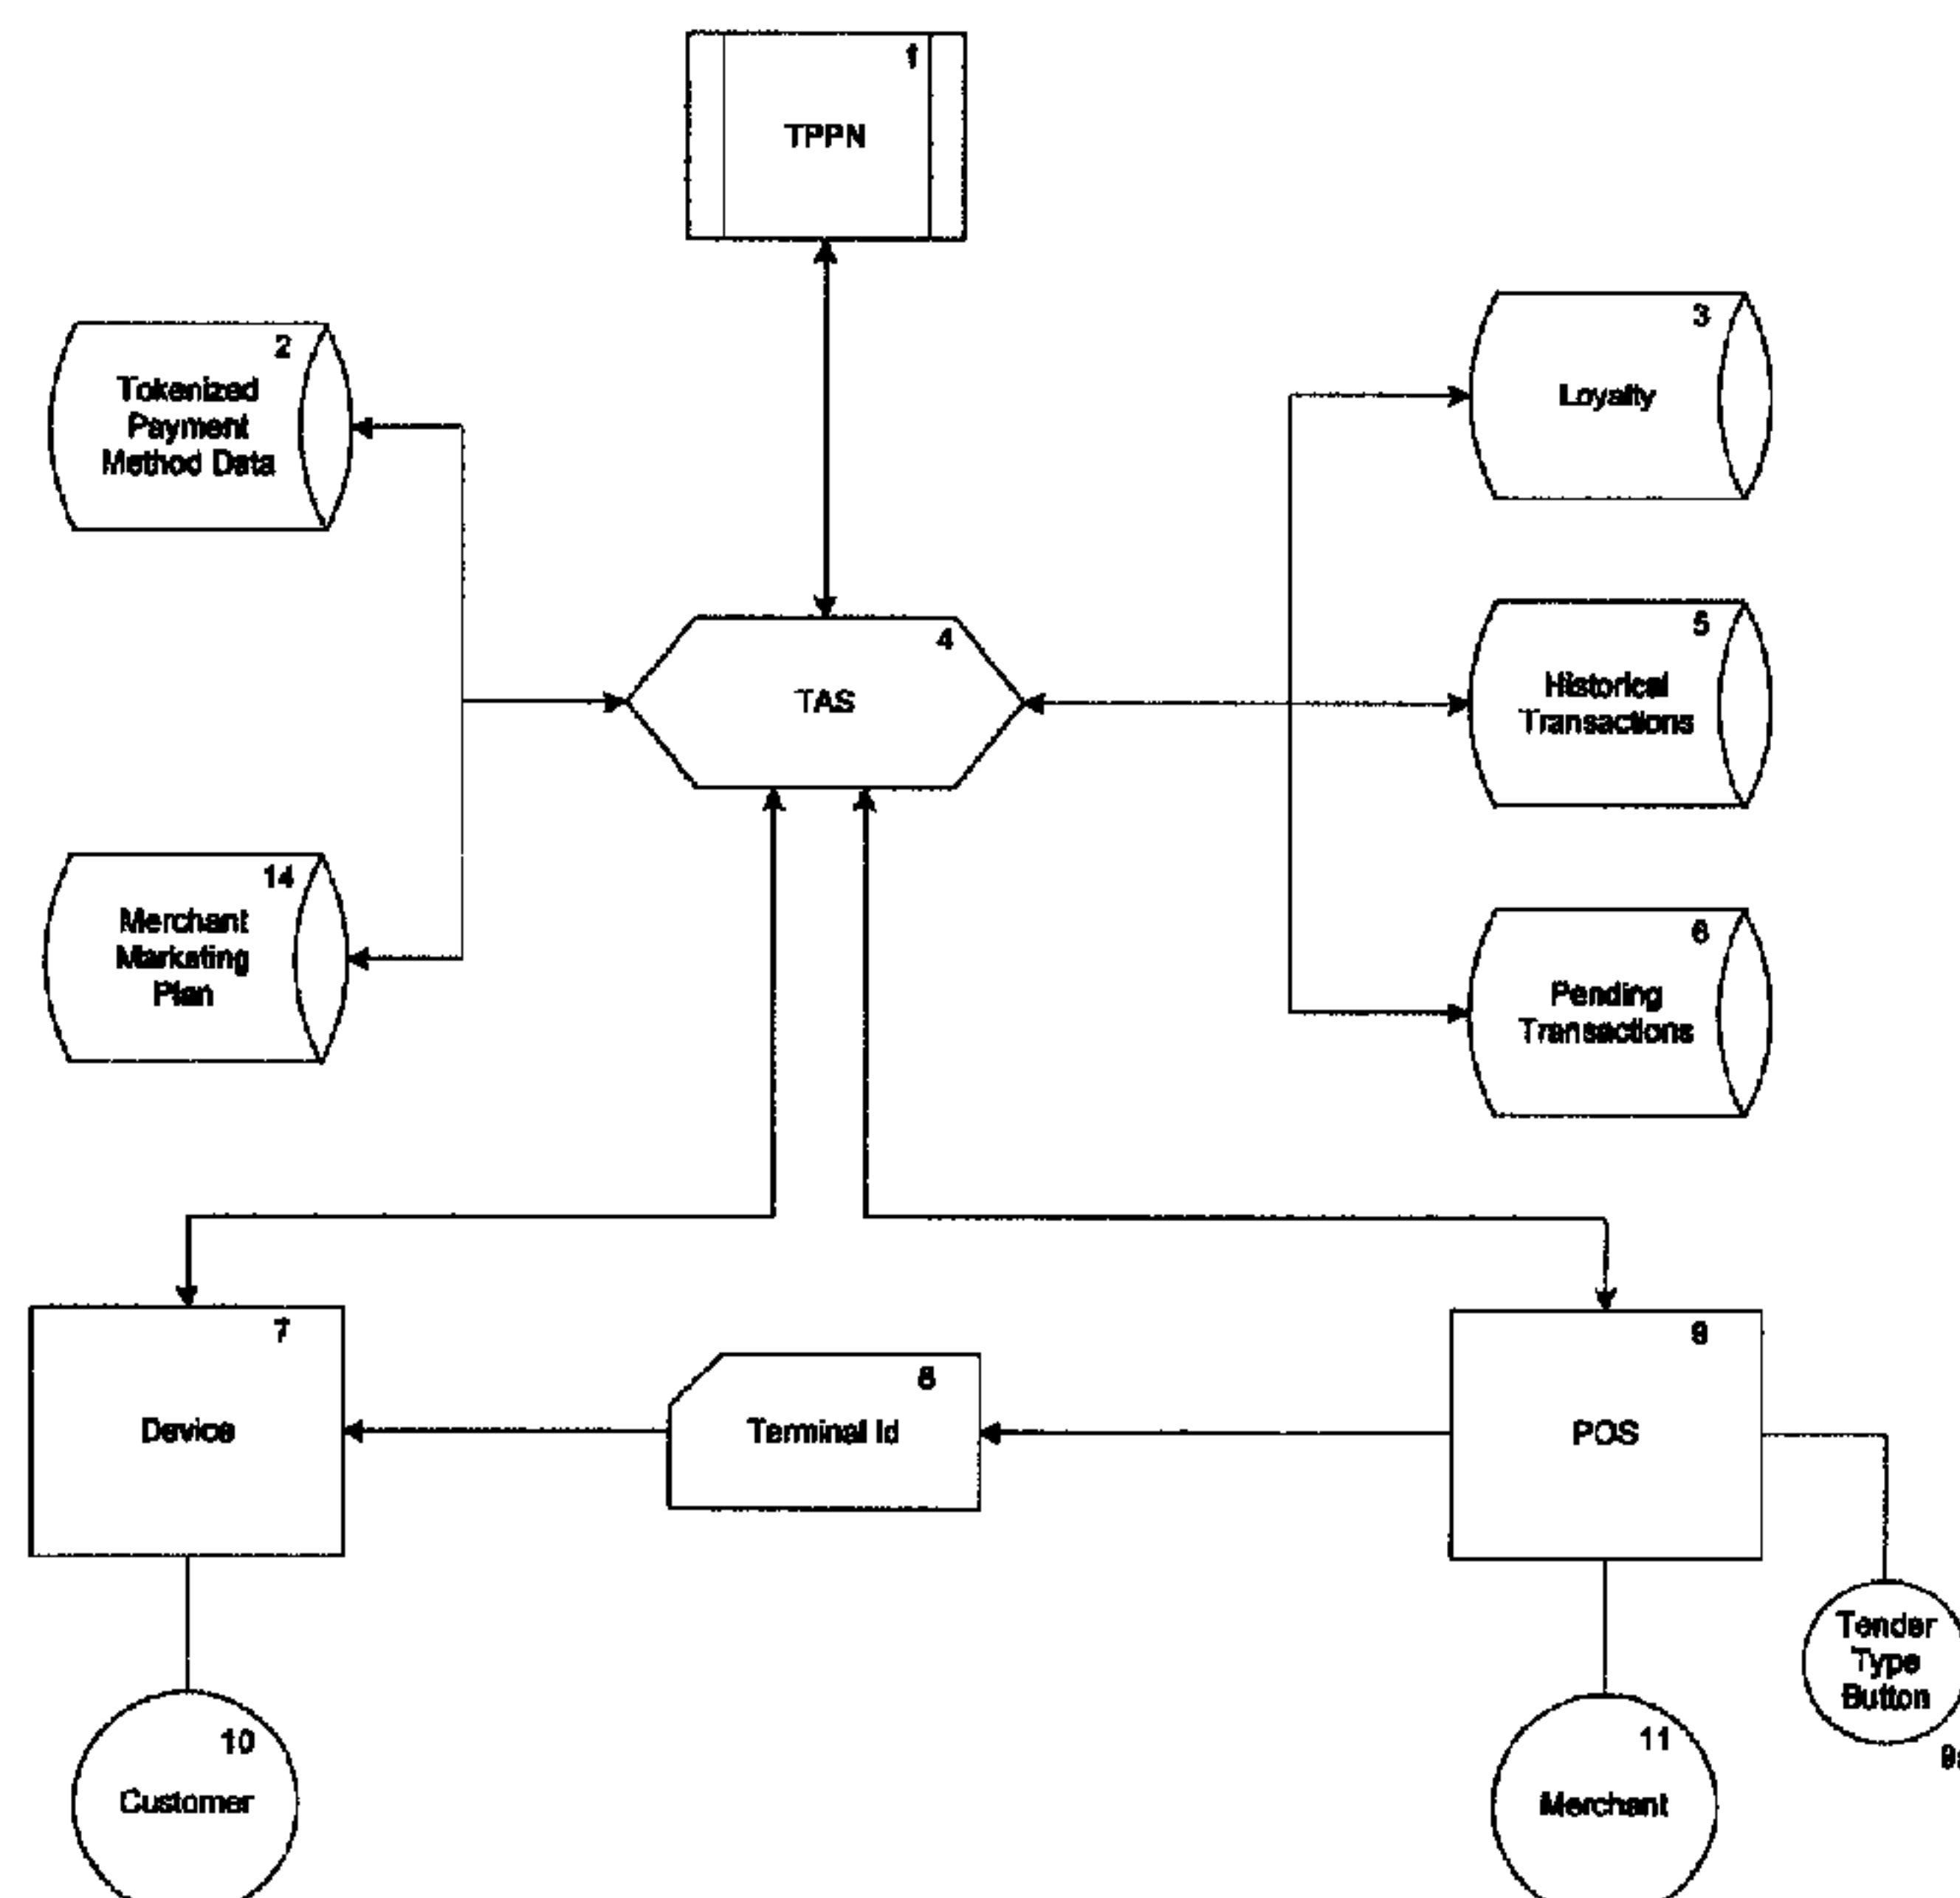 1
TPPN
2
Tokenized
Payment
Method Data
3
Loyalty
4
TAS
5
Historical
Transactions
14
Merchant
Marketing
Plan
6
Pending
Transactions
7
Device
8
Terminal Id
9
POS
Tender
Type
Button
10
Customer
11
Merchant